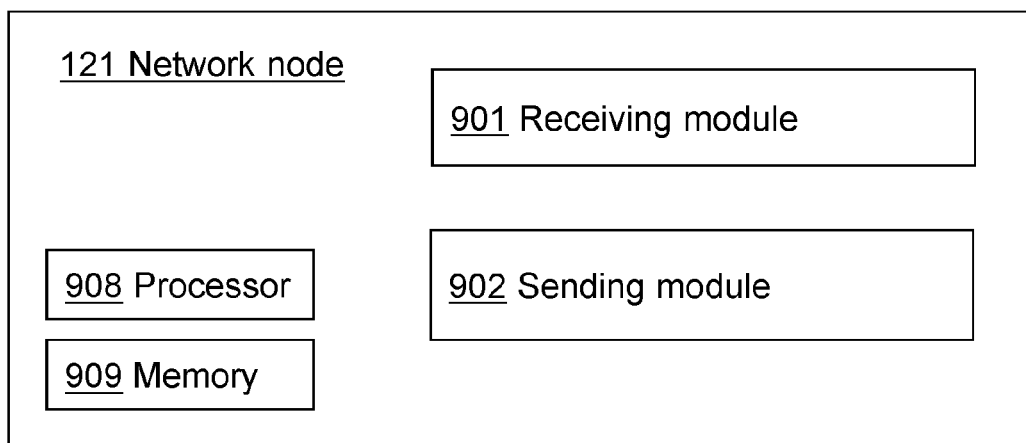 121 Network node
901 Receiving module
902 Sending module
908 Processor
909 Memory